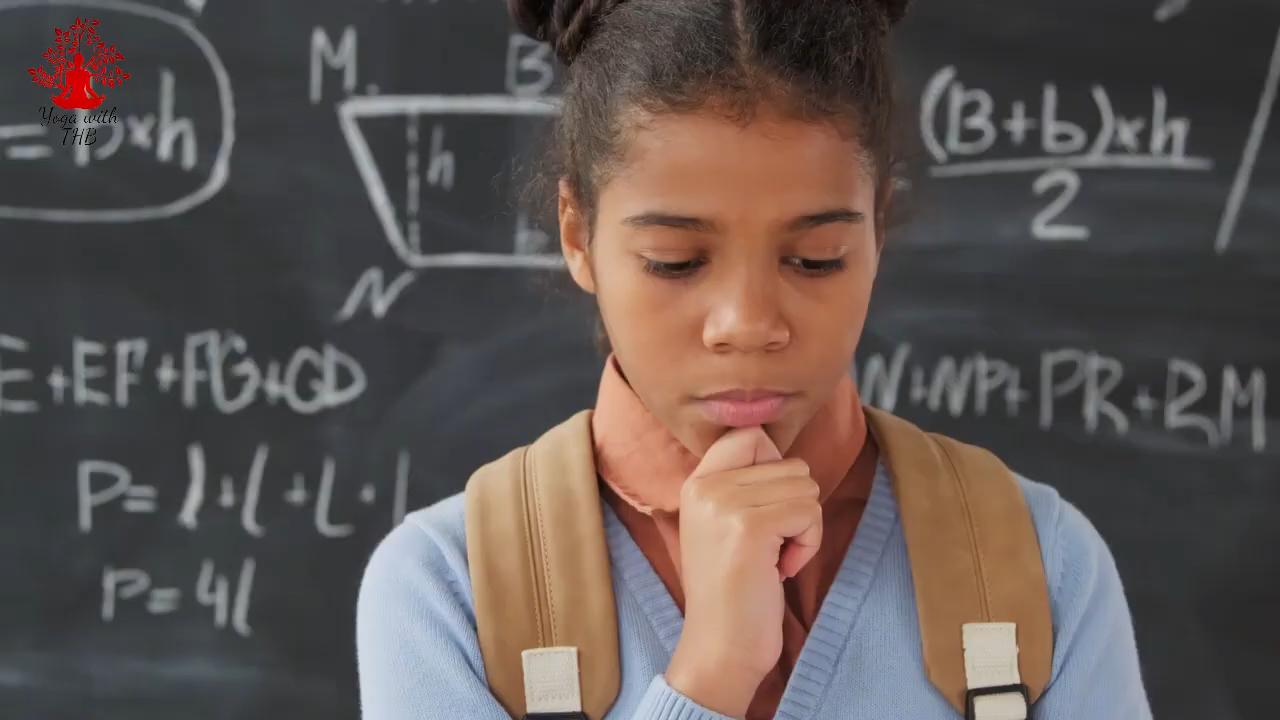 Yoga with
THB
= b×h
M. B
h
b
N
(B+b)×h
2
E+EF+FG+GD
P= l+l+l+l
P= 4l
N+NP+PR+RM